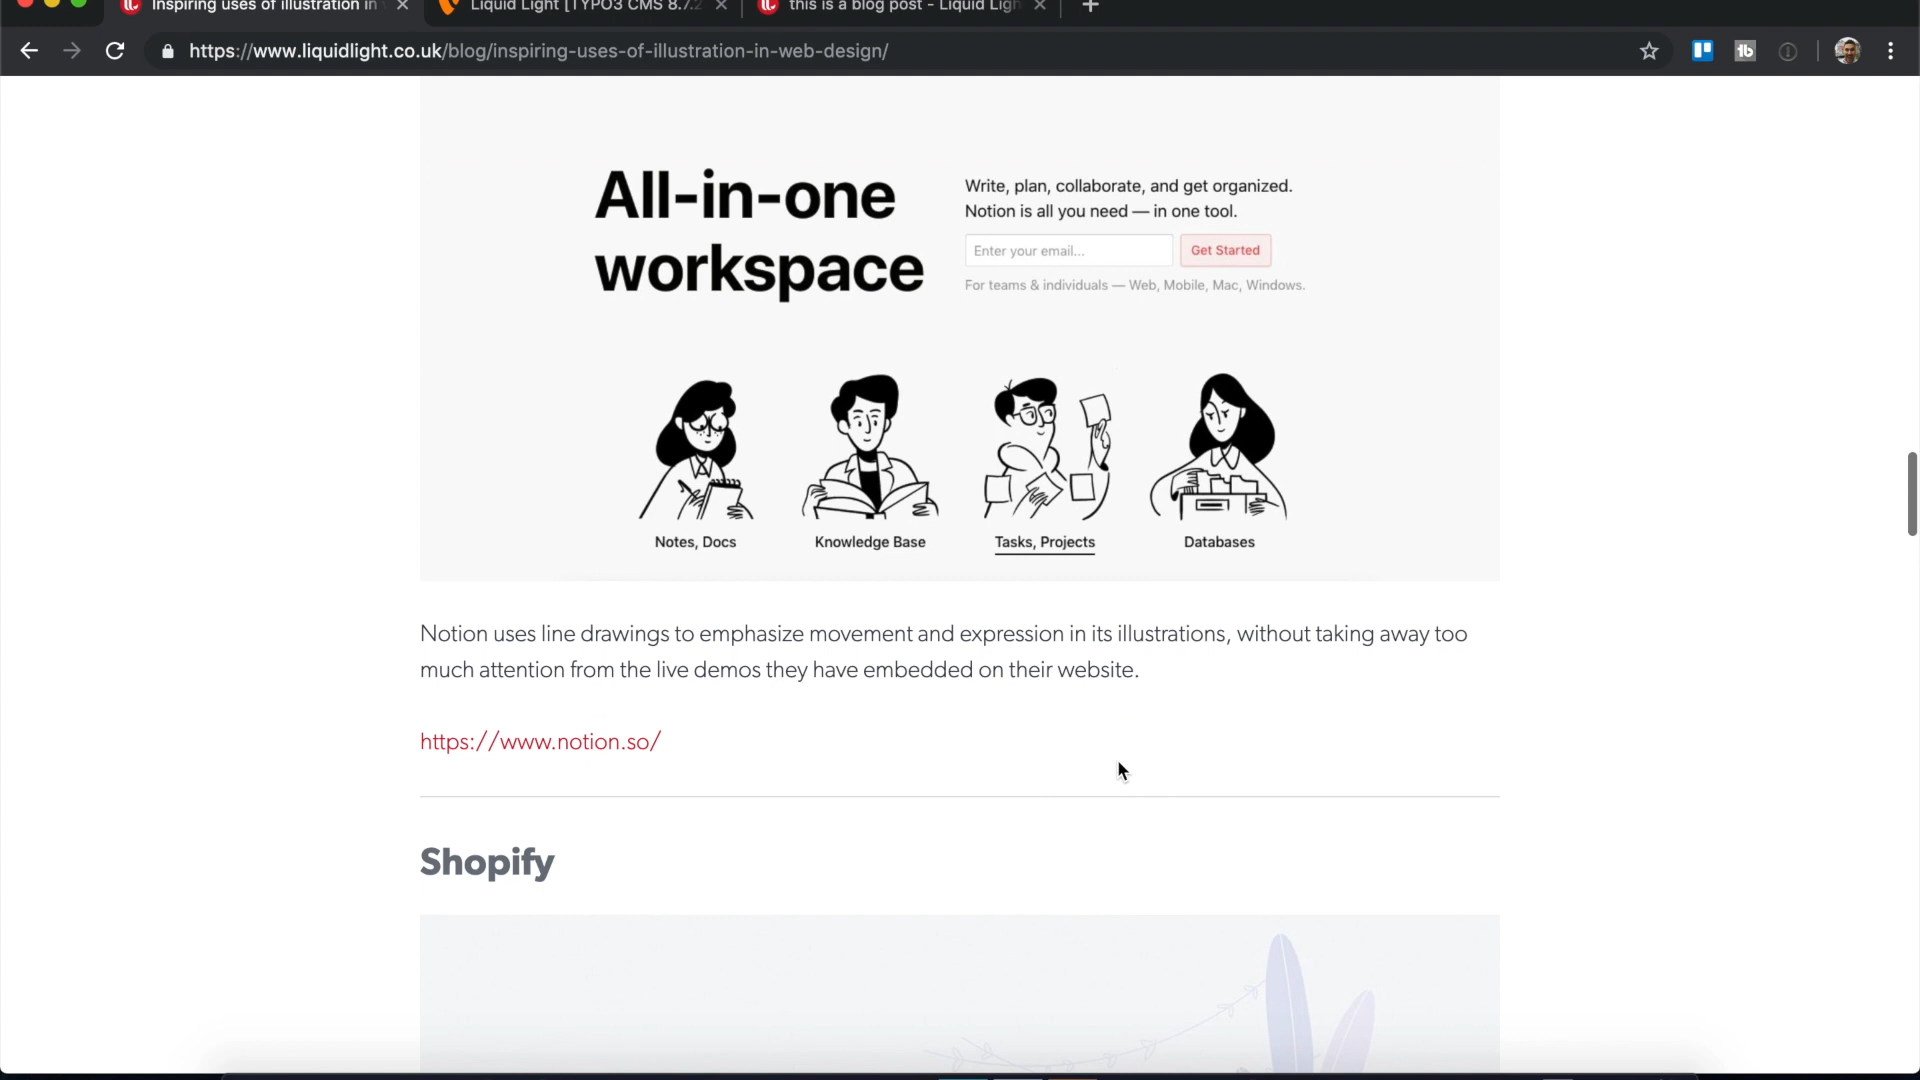 Inspiring uses of illustration in
Liquid Light [TYPO3 CMS 8.7.2
this is a blog post - Liquid Ligh
https://www.liquidlight.co.uk/blog/inspiring-uses-of-illustration-in-web-design/
All-in-one
workspace
Write, plan, collaborate, and get organized.
Notion is all you need — in one tool.
Enter your email...
Get Started
For teams & individuals — Web, Mobile, Mac, Windows.
Notes, Docs
Knowledge Base
Tasks, Projects
Databases
Notion uses line drawings to emphasize movement and expression in its illustrations, without taking away too
much attention from the live demos they have embedded on their website.
https://www.notion.so/
Shopify